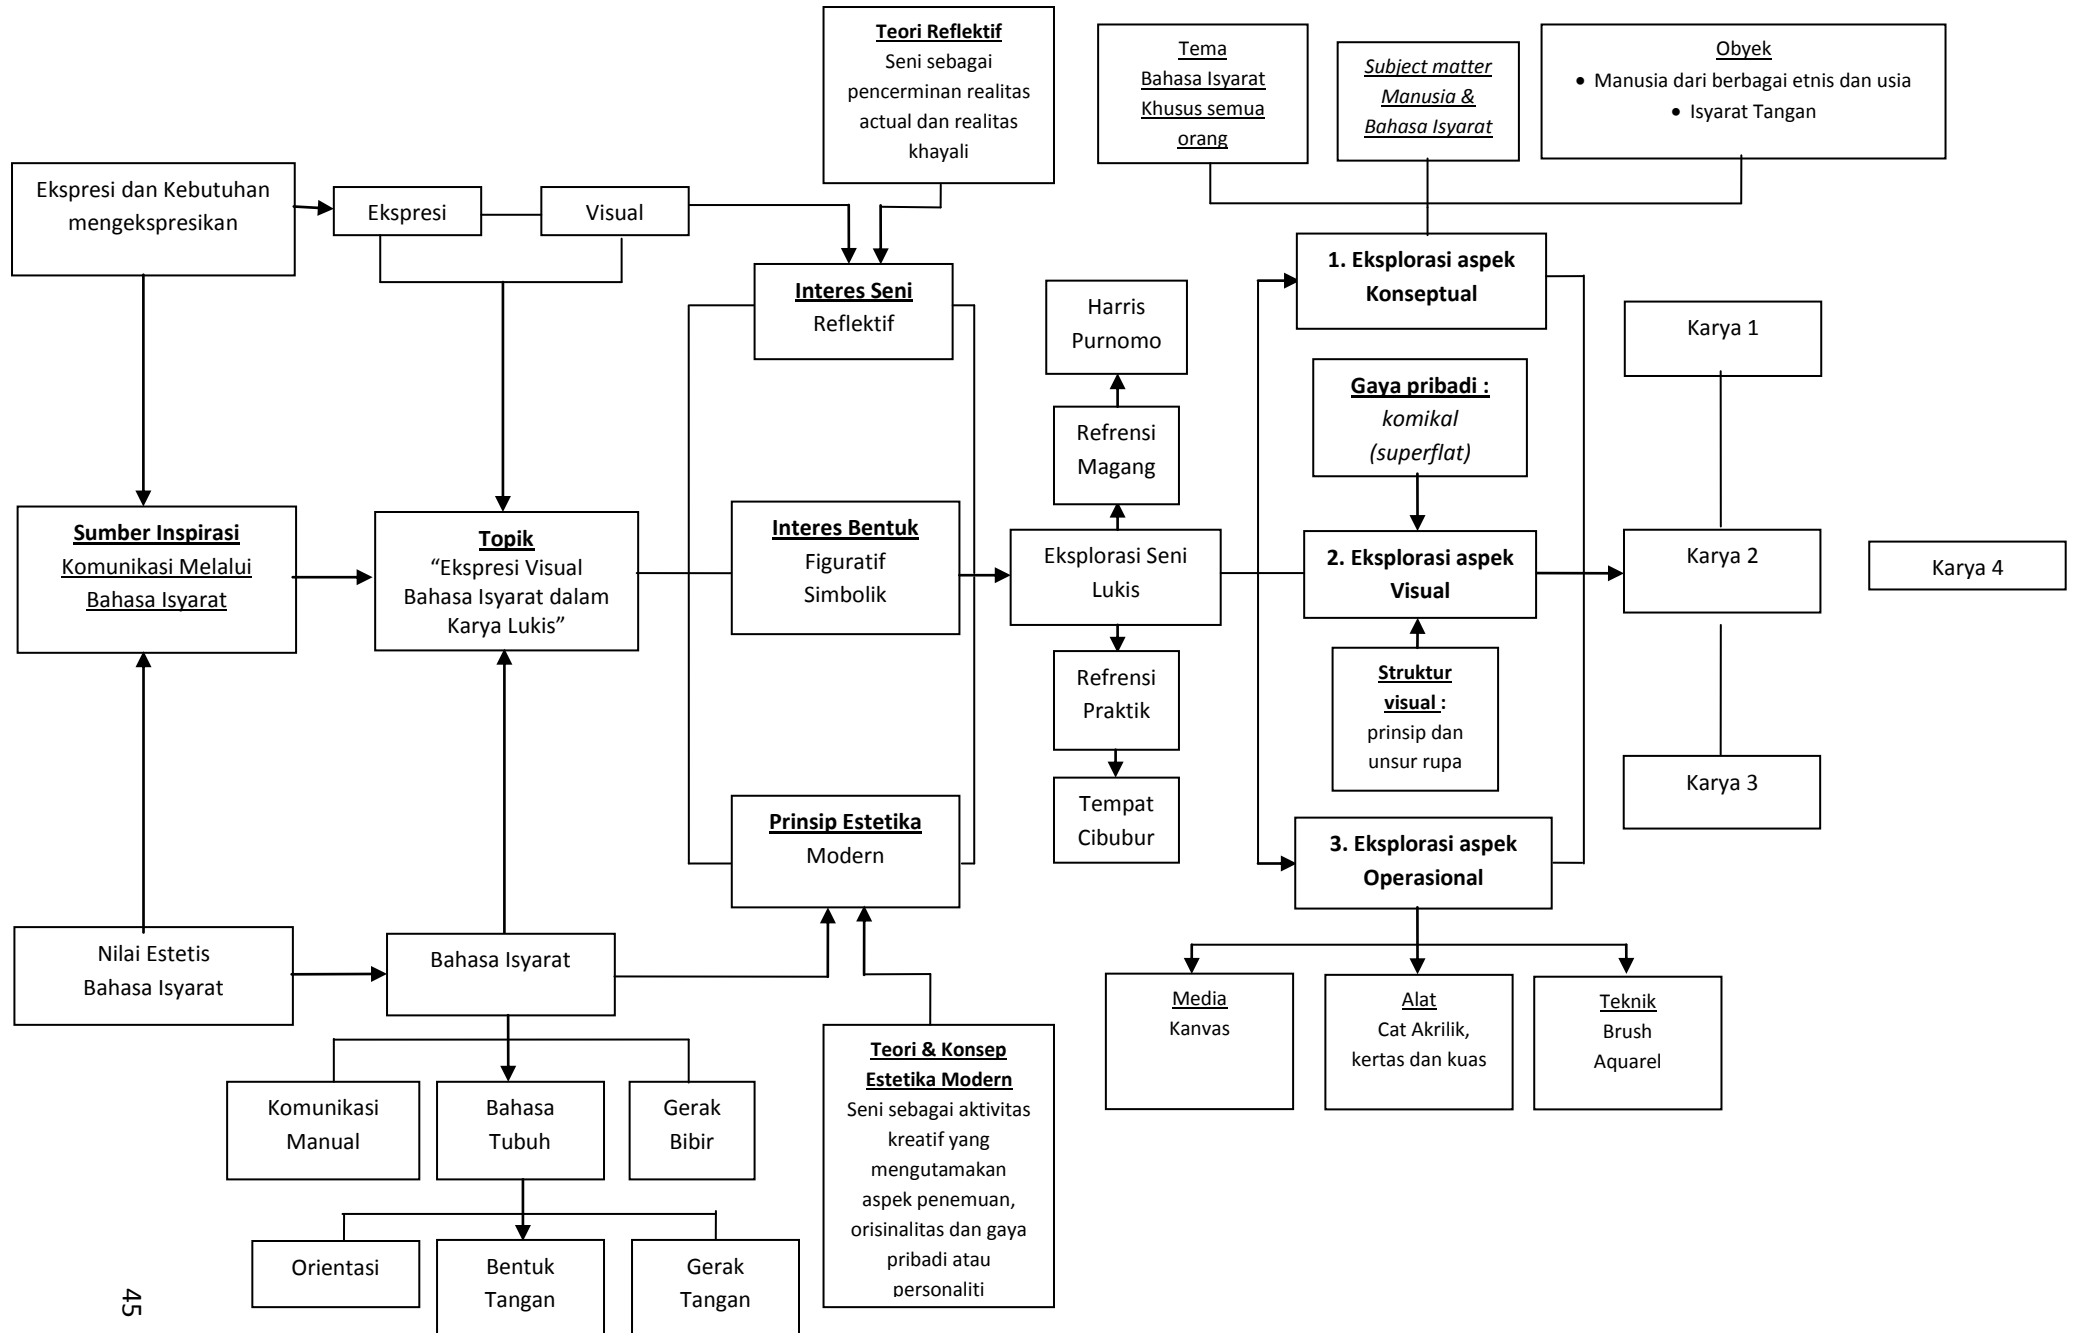 Teori Reflektif
Seni sebagai
pencerminan realitas
actual dan realitas
khayali
Tema
Bahasa Isyarat
Khusus semua
orang
Subject matter
Manusia &
Bahasa Isyarat
Obyek
• Manusia dari berbagai etnis dan usia
• Isyarat Tangan
Ekspresi dan Kebutuhan
mengekspresikan
Ekspresi
Visual
Interes Seni
Reflektif
Harris
Purnomo
1. Eksplorasi aspek
Konseptual
Karya 1
Gaya pribadi :
komikal
(superflat)
Refrensi
Magang
Sumber Inspirasi
Komunikasi Melalui
Bahasa Isyarat
Topik
“Ekspresi Visual
Bahasa Isyarat dalam
Karya Lukis”
Interes Bentuk
Figuratif
Simbolik
Eksplorasi Seni
Lukis
2. Eksplorasi aspek
Visual
Karya 2
Karya 4
Refrensi
Praktik
Struktur
visual :
prinsip dan
unsur rupa
Karya 3
Tempat
Cibubur
Prinsip Estetika
Modern
3. Eksplorasi aspek
Operasional
Nilai Estetis
Bahasa Isyarat
Bahasa Isyarat
Media
Kanvas
Alat
Cat Akrilik,
kertas dan kuas
Teknik
Brush
Aquarel
Teori & Konsep
Estetika Modern
Seni sebagai aktivitas
kreatif yang
mengutamakan
aspek penemuan,
orisinalitas dan gaya
pribadi atau
personaliti
Komunikasi
Manual
Bahasa
Tubuh
Gerak
Bibir
Orientasi
Bentuk
Tangan
Gerak
Tangan
45